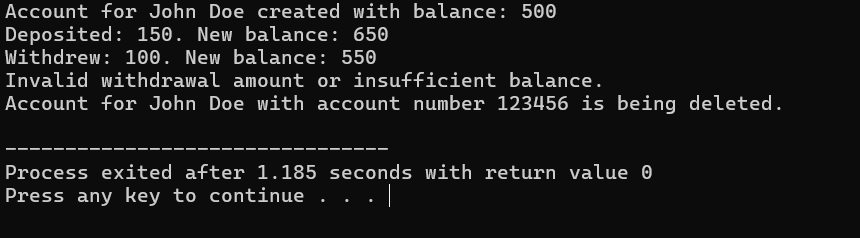 Account for John Doe created with balance: 500
Deposited: 150. New balance: 650
Withdrew: 100. New balance: 550
Invalid withdrawal amount or insufficient balance.
Account for John Doe with account number 123456 is being deleted.
--------------------------------
Process exited after 1.185 seconds with return value 0
Press any key to continue . . .